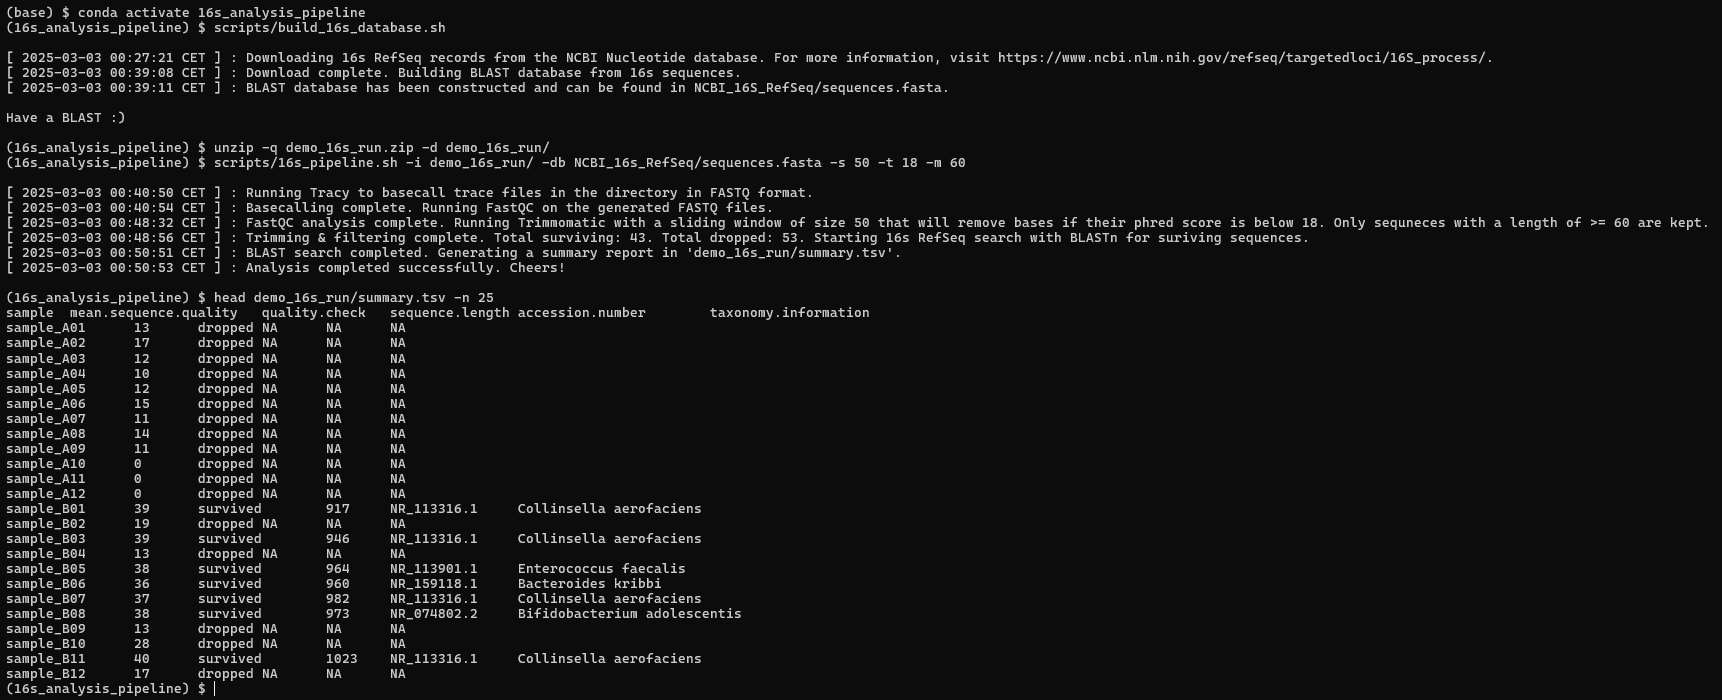 (base) $ conda activate 16s_analysis_pipeline
(16s_analysis_pipeline) $ scripts/build_16s_database.sh
[ 2025-03-03 00:27:21 CET ] : Downloading 16s RefSeq records from the NCBI Nucleotide database. For more information, visit https://www.ncbi.nlm.nih.gov/refseq/targetedloci/16S_process/.
[ 2025-03-03 00:39:08 CET ] : Download complete. Building BLAST database from 16s sequences.
[ 2025-03-03 00:39:11 CET ] : BLAST database has been constructed and can be found in NCBI_16S_RefSeq/sequences.fasta.
Have a BLAST :)
(16s_analysis_pipeline) $ unzip -q demo_16s_run.zip -d demo_16s_run/
(16s_analysis_pipeline) $ scripts/16s_pipeline.sh -i demo_16s_run/ -db NCBI_16s_RefSeq/sequences.fasta -s 50 -t 18 -m 60
[ 2025-03-03 00:40:50 CET ] : Running Tracy to basecall trace files in the directory in FASTQ format.
[ 2025-03-03 00:40:54 CET ] : Basecalling complete. Running FastQC on the generated FASTQ files.
[ 2025-03-03 00:48:32 CET ] : FastQC analysis complete. Running Trimmomatic with a sliding window of size 50 that will remove bases if their phred score is below 18. Only sequneces with a length of >= 60 are kept.
[ 2025-03-03 00:48:56 CET ] : Trimming & filtering complete. Total surviving: 43. Total dropped: 53. Starting 16s RefSeq search with BLASTn for suriving sequences.
[ 2025-03-03 00:50:51 CET ] : BLAST search completed. Generating a summary report in 'demo_16s_run/summary.tsv'.
[ 2025-03-03 00:50:53 CET ] : Analysis completed successfully. Cheers!
(16s_analysis_pipeline) $ head demo_16s_run/summary.tsv -n 25
sample mean.sequence.quality quality.check sequence.length accession.number taxonomy.information
sample_A01 13 dropped NA NA NA
sample_A02 17 dropped NA NA NA
sample_A03 12 dropped NA NA NA
sample_A04 10 dropped NA NA NA
sample_A05 12 dropped NA NA NA
sample_A06 15 dropped NA NA NA
sample_A07 11 dropped NA NA NA
sample_A08 14 dropped NA NA NA
sample_A09 11 dropped NA NA NA
sample_A10 0 dropped NA NA NA
sample_A11 0 dropped NA NA NA
sample_A12 0 dropped NA NA NA
sample_B01 39 survived 917 NR_113316.1 Collinsella aerofaciens
sample_B02 19 dropped NA NA NA
sample_B03 39 survived 946 NR_113316.1 Collinsella aerofaciens
sample_B04 13 dropped NA NA NA
sample_B05 38 survived 964 NR_113901.1 Enterococcus faecalis
sample_B06 36 survived 960 NR_159118.1 Bacteroides kribbi
sample_B07 37 survived 982 NR_113316.1 Collinsella aerofaciens
sample_B08 38 survived 973 NR_074802.2 Bifidobacterium adolescentis
sample_B09 13 dropped NA NA NA
sample_B10 28 dropped NA NA NA
sample_B11 40 survived 1023 NR_113316.1 Collinsella aerofaciens
sample_B12 17 dropped NA NA NA
(16s_analysis_pipeline) $